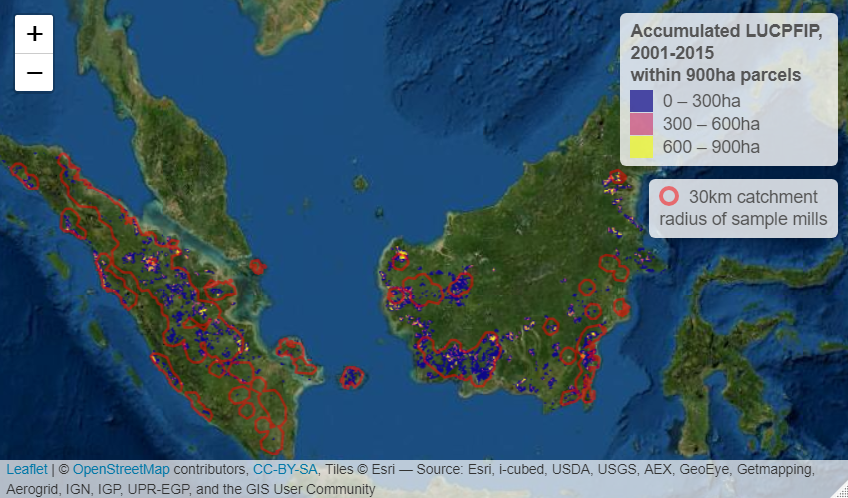 +
−
Accumulated LUCPFIP,
2001-2015
within 900ha parcels
0 – 300ha
300 – 600ha
600 – 900ha
30km catchment
radius of sample mills
Leaflet | © OpenStreetMap contributors, CC-BY-SA, Tiles © Esri — Source: Esri, i-cubed, USDA, USGS, AEX, GeoEye, Getmapping,
Aerogrid, IGN, IGP, UPR-EGP, and the GIS User Community